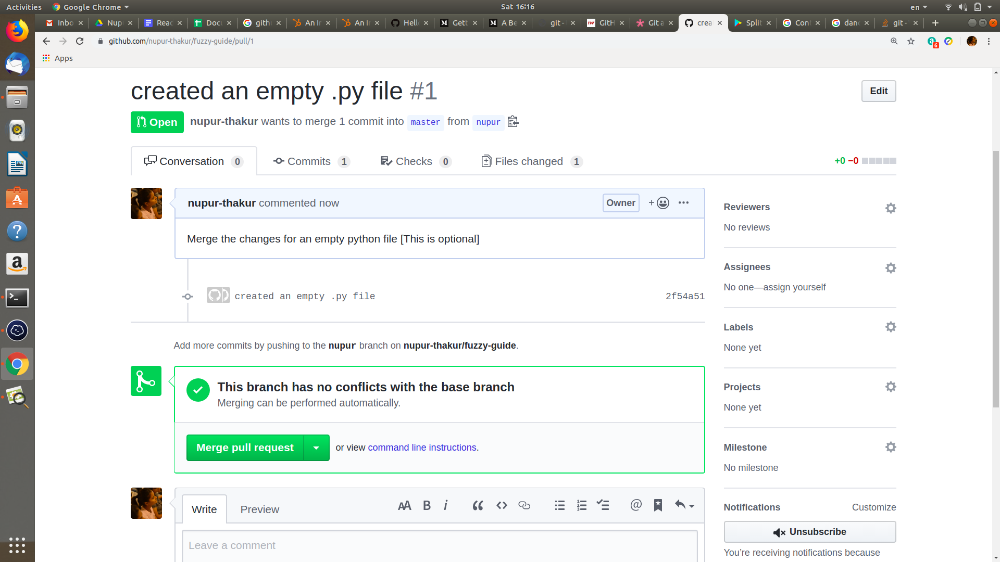 Activities Google Chrome Sat 16:16 en
Inbo Nupu Reac Docu gith An In An In Hello Gett A Be git - GitH Git a crea Split Cont danc git -
github.com/nupur-thakur/fuzzy-guide/pull/1 6
Apps
created an empty .py file #1 Edit
Open nupur-thakur wants to merge 1 commit into master from nupur
Conversation 0 Commits 1 Checks 0 Files changed 1 +0 −0
nupur-thakur commented now Owner
Merge the changes for an empty python file [This is optional]
created an empty .py file 2f54a51
Add more commits by pushing to the nupur branch on nupur-thakur/fuzzy-guide.
This branch has no conflicts with the base branch
Merging can be performed automatically.
Merge pull request or view command line instructions.
Write Preview AA B i @
Leave a comment
Reviewers
No reviews
Assignees
No one—assign yourself
Labels
None yet
Projects
None yet
Milestone
No milestone
Notifications Customize
Unsubscribe
You’re receiving notifications because